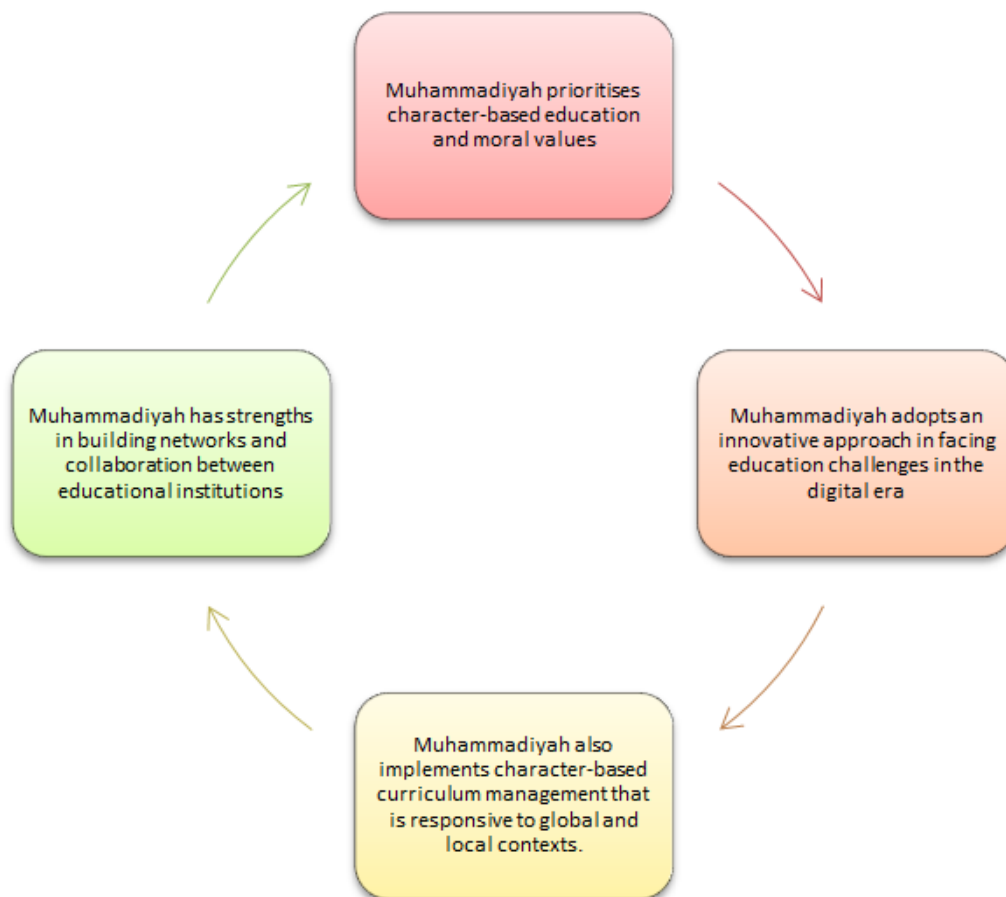 Muhammadiyah prioritises
character-based education
and moral values
Muhammadiyah adopts an
innovative approach in facing
education challenges in the
digital era
Muhammadiyah also
implements character-based
curriculum management that
is responsive to global and
local contexts.
Muhammadiyah has strengths
in building networks and
collaboration between
educational institutions